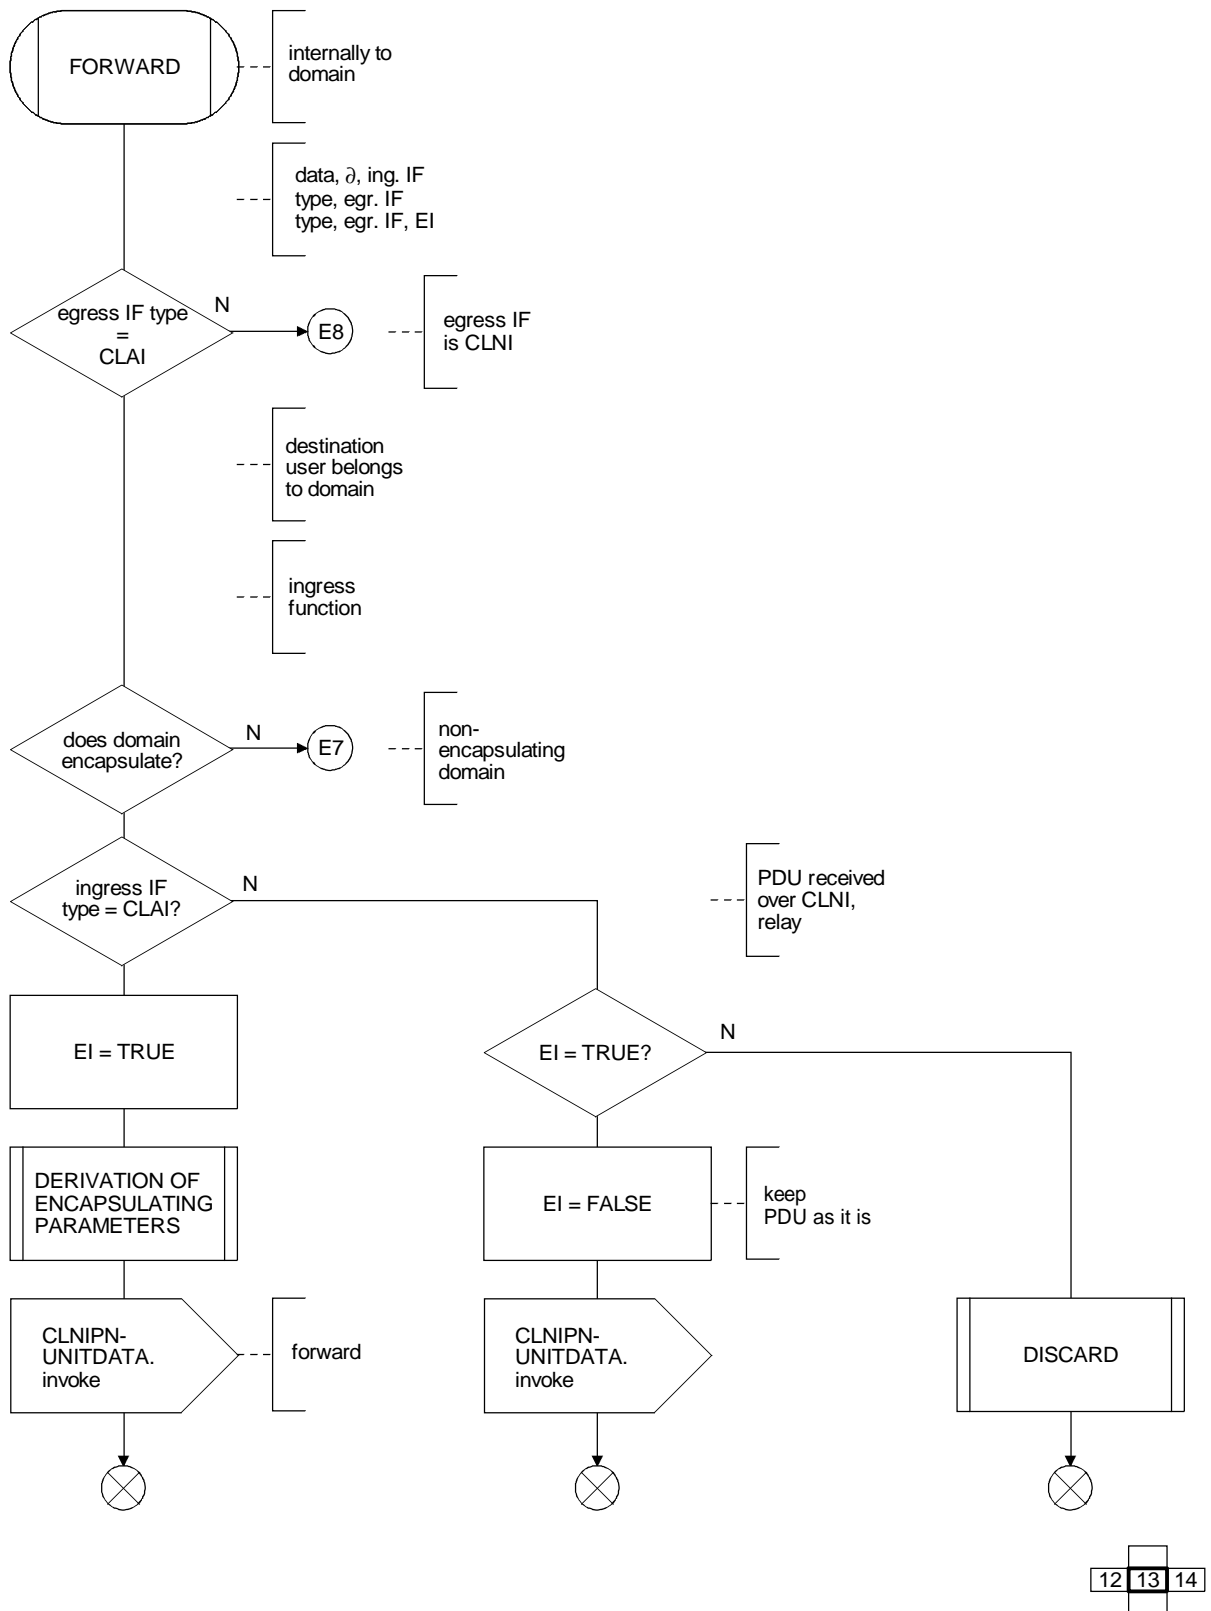 FORWARD
internally to
domain
data, ∂, ing. IF
type, egr. IF
type, egr. IF, EI
egress IF type
=
CLAI
N
E8
egress IF
is CLNI
destination
user belongs
to domain
ingress
function
does domain
encapsulate?
N
E7
non-
encapsulating
domain
ingress IF
type = CLAI?
N
PDU received
over CLNI,
relay
EI = TRUE
EI = TRUE?
N
DERIVATION OF
ENCAPSULATING
PARAMETERS
EI = FALSE
keep
PDU as it is
CLNIPN-
UNITDATA.
invoke
forward
CLNIPN-
UNITDATA.
invoke
DISCARD
12 13 14